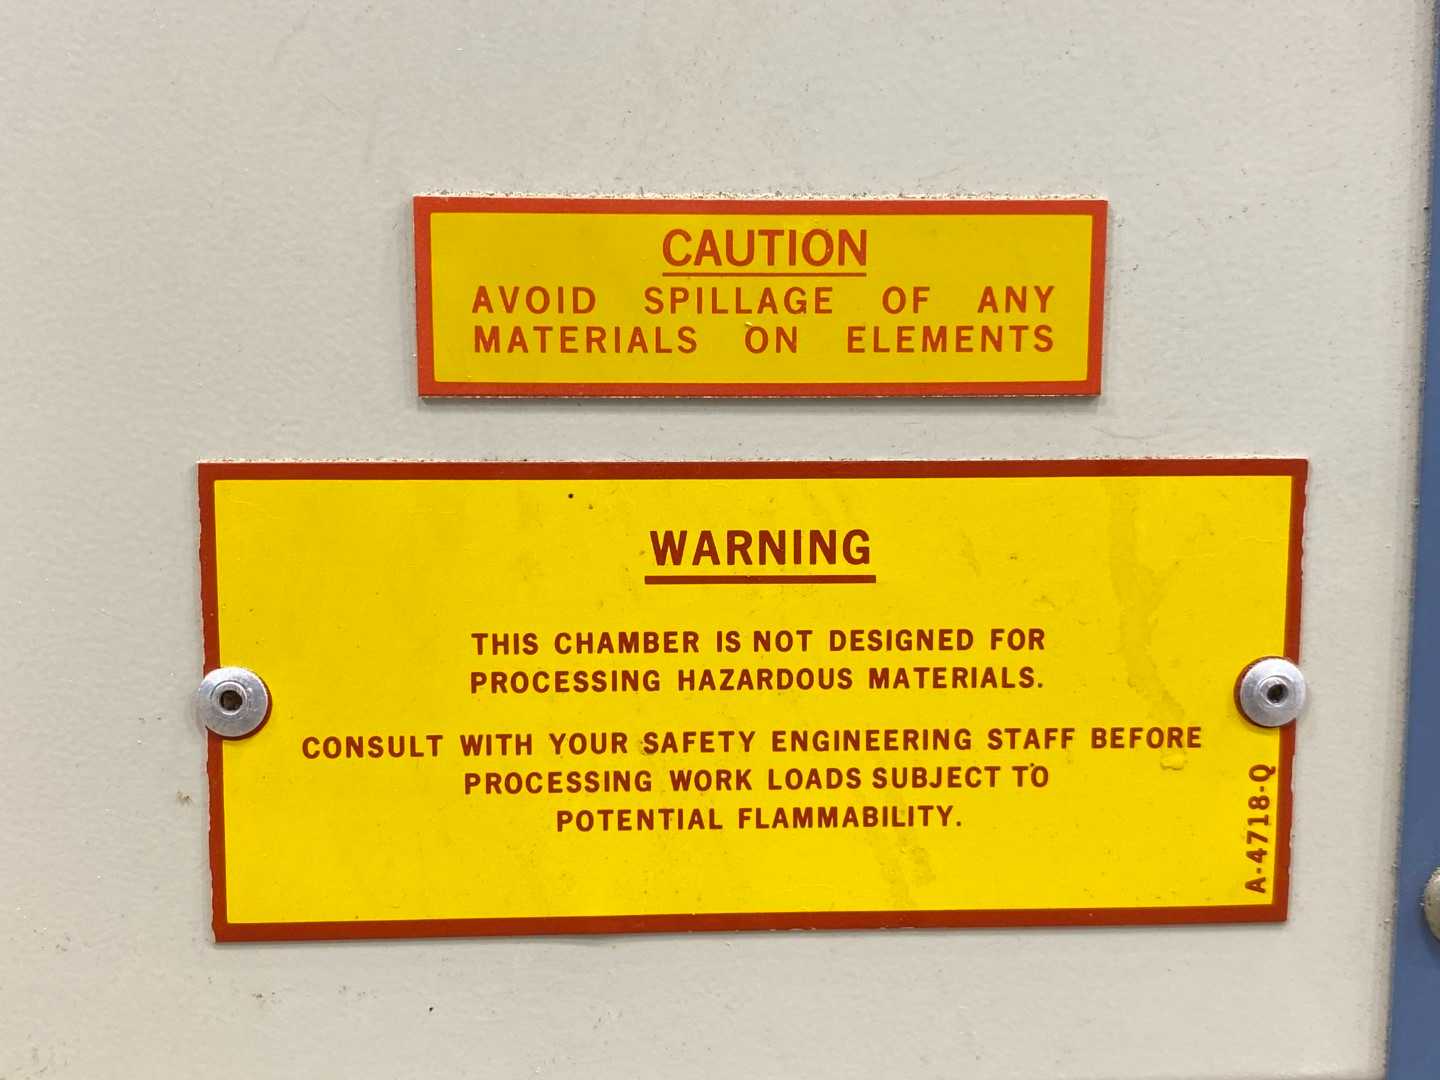 CAUTION
AVOID SPILLAGE OF ANY
MATERIALS ON ELEMENTS
WARNING
THIS CHAMBER IS NOT DESIGNED FOR
PROCESSING HAZARDOUS MATERIALS.
CONSULT WITH YOUR SAFETY ENGINEERING STAFF BEFORE
PROCESSING WORK LOADS SUBJECT TO
POTENTIAL FLAMMABILITY.
A-4718-Q